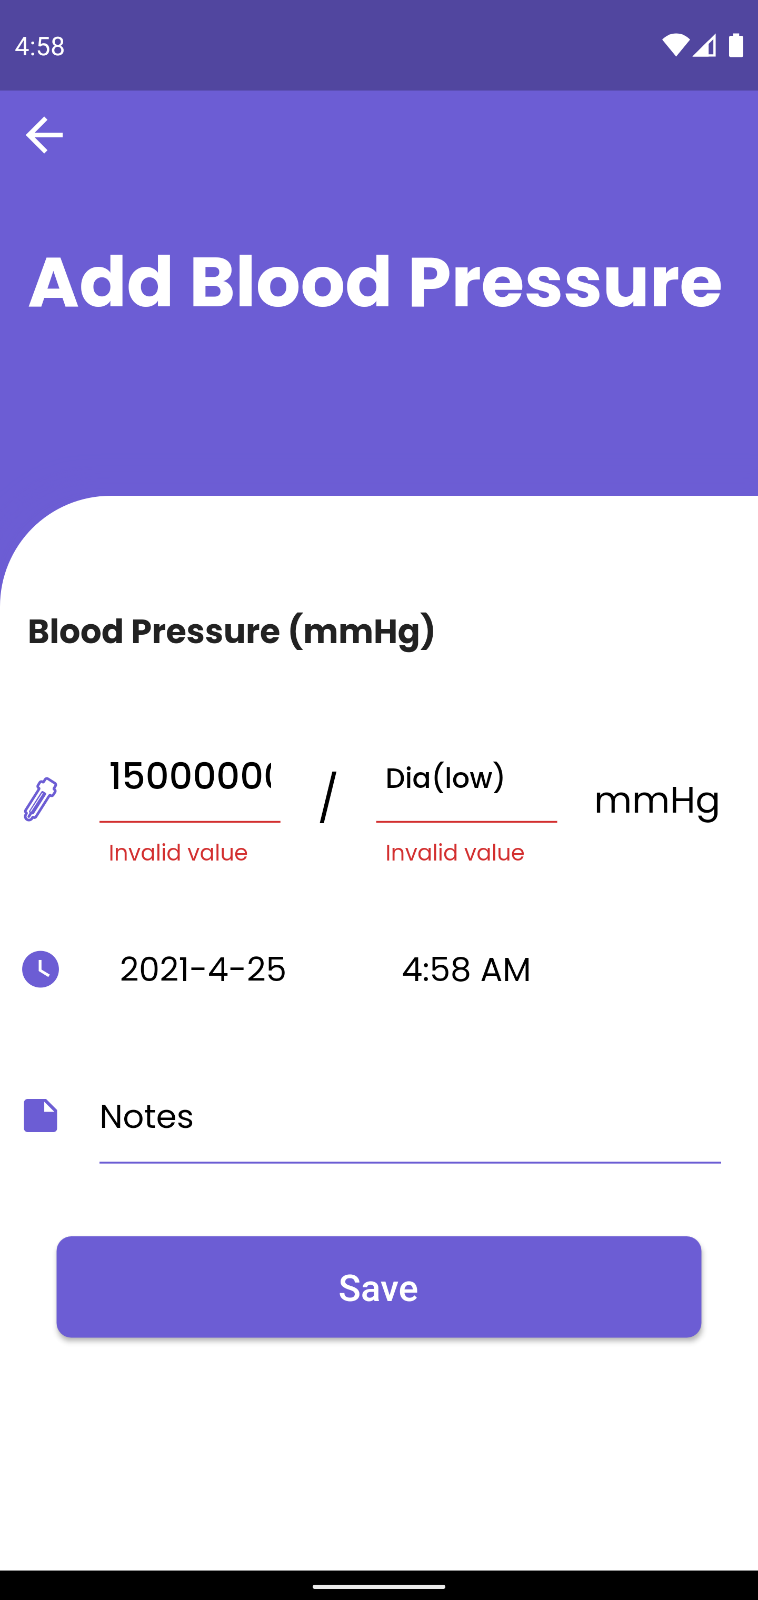 4:58
Add Blood Pressure
Blood Pressure (mmHg)
15000000 / Dia(low) mmHg
Invalid value Invalid value
2021-4-25 4:58 AM
Notes
Save